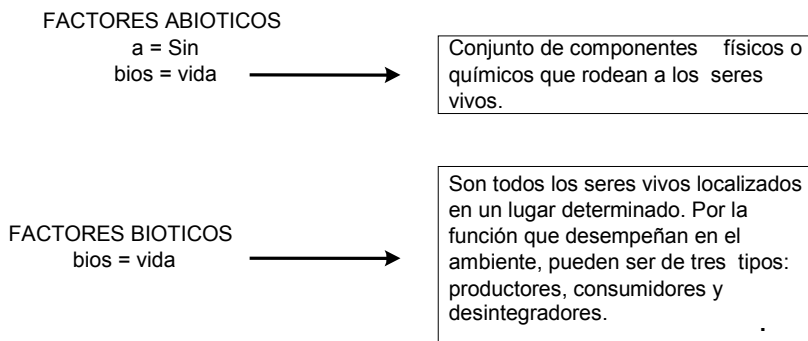 FACTORES ABIOTICOS
a = Sin
bios = vida
Conjunto de componentes físicos o
químicos que rodean a los seres
vivos.
FACTORES BIOTICOS
bios = vida
Son todos los seres vivos localizados
en un lugar determinado. Por la
función que desempeñan en el
ambiente, pueden ser de tres tipos:
productores, consumidores y
desintegradores.
.